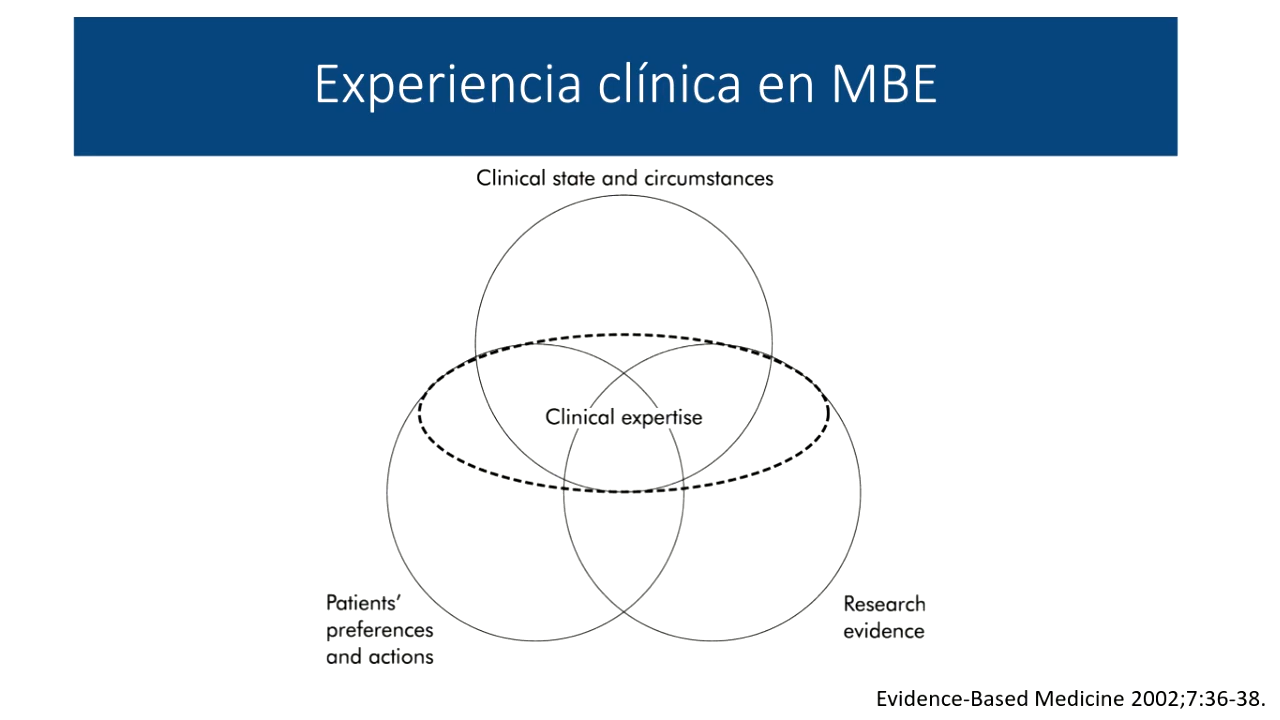 Experiencia clínica en MBE
Clinical state and circumstances
Clinical expertise
Patients’
preferences
and actions
Research
evidence
Evidence-Based Medicine 2002;7:36-38.